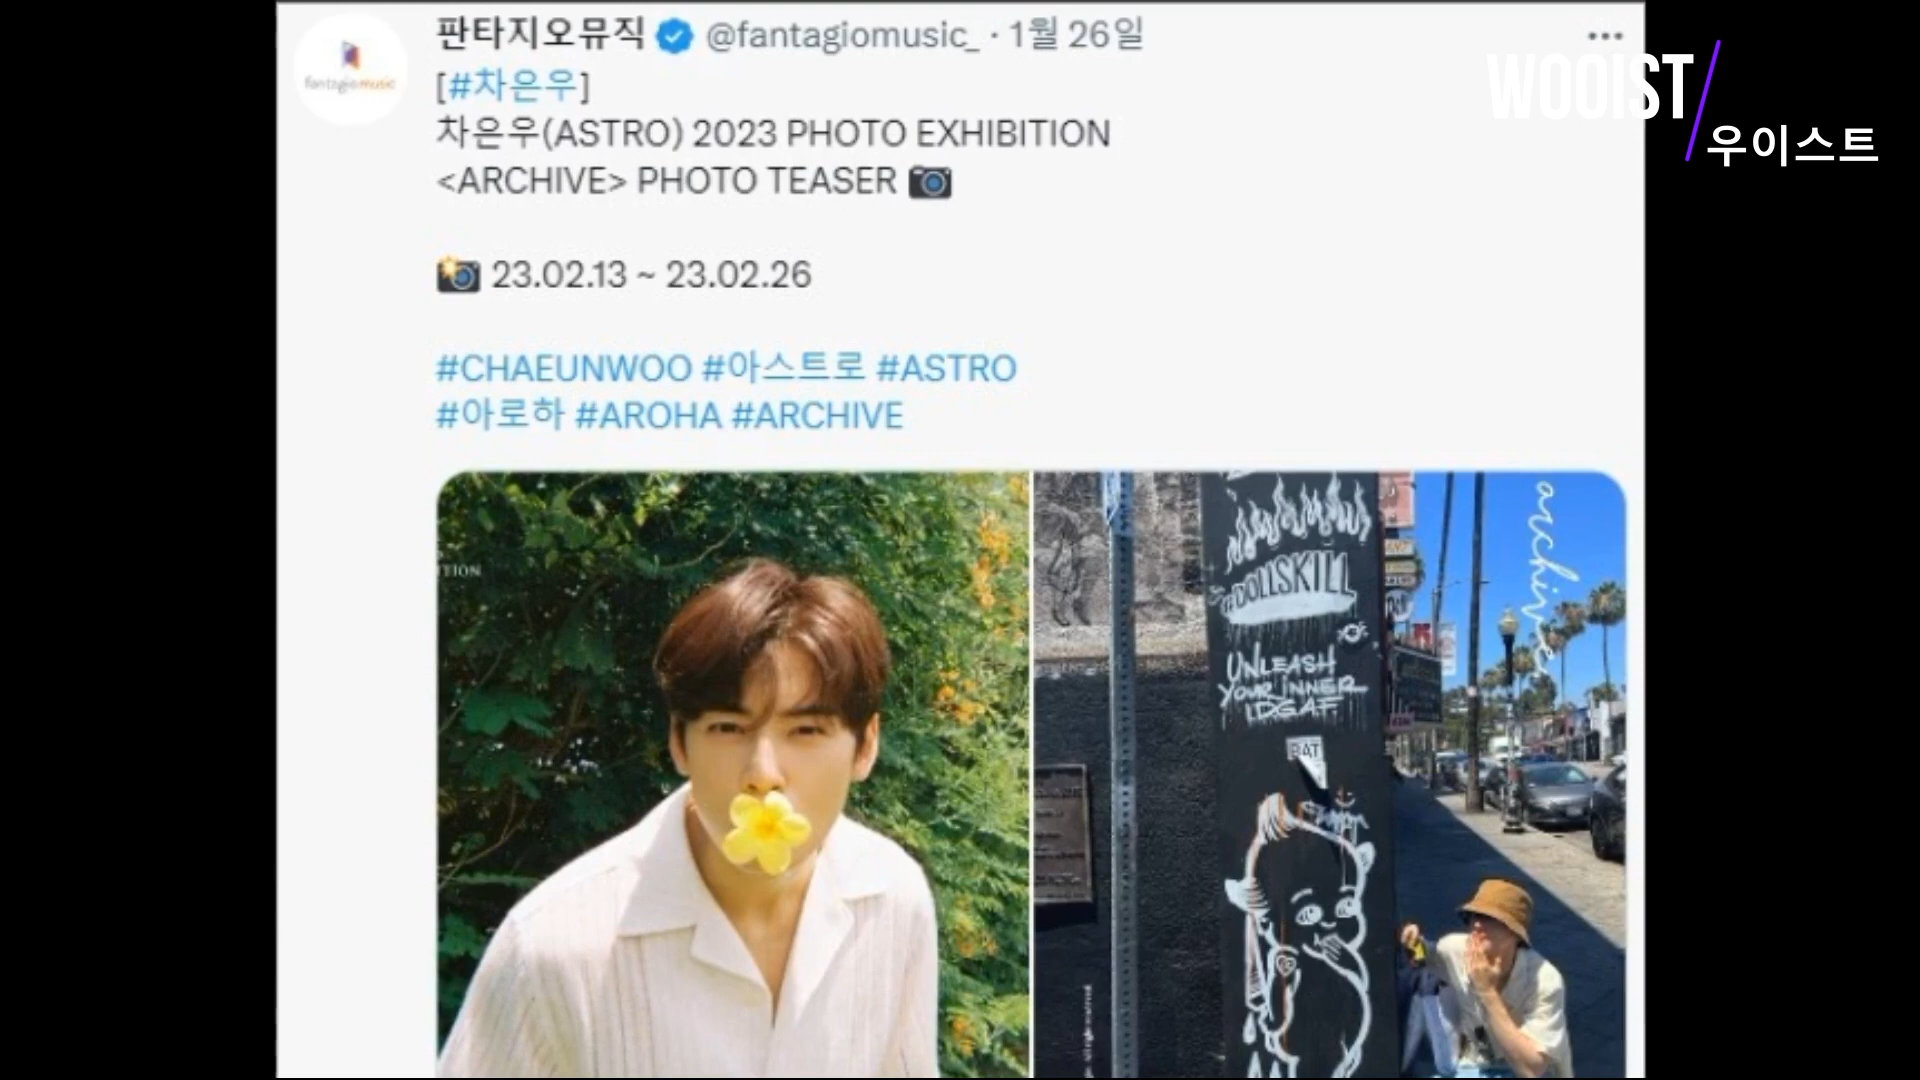 판타지오뮤직 @fantagiomusic_ · 1월 26일
fantagiomusic
[#차은우]
차은우(ASTRO) 2023 PHOTO EXHIBITION
<ARCHIVE> PHOTO TEASER
23.02.13 ~ 23.02.26
#CHAEUNWOO #아스트로 #ASTRO
#아로하 #AROHA #ARCHIVE
WOOIST
우이스트
TION
#DOLLSKILL
UNLEASH
YOUR INNER
IDGAF
archive